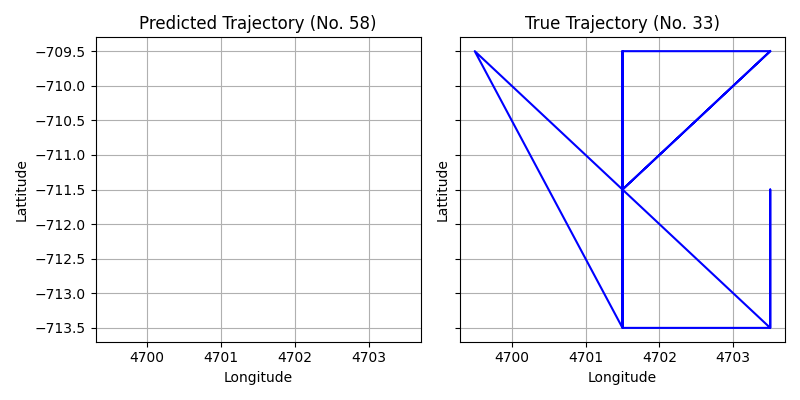 Predicted Trajectory (No. 58)
True Trajectory (No. 33)
−709.5
−710.0
−710.5
−711.0
−711.5
−712.0
−712.5
−713.0
−713.5
Lattitude
Lattitude
4700
4701
4702
4703
4700
4701
4702
4703
Longitude
Longitude